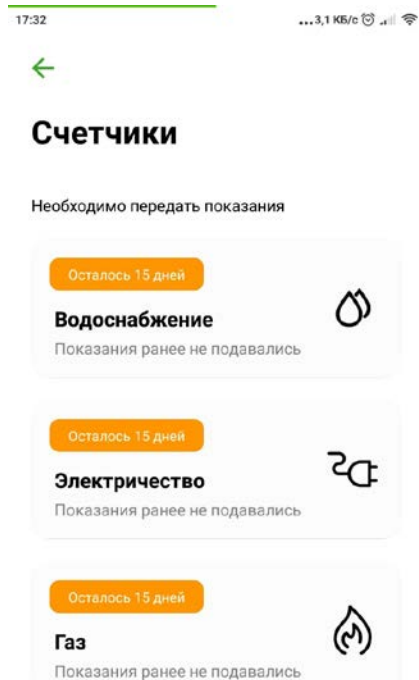 17:32
...3,1 КБ/с
Счетчики
Необходимо передать показания
Осталось 15 дней
Водоснабжение
Показания ранее не подавались
Осталось 15 дней
Электричество
Показания ранее не подавались
Осталось 15 дней
Газ
Показания ранее не подавались